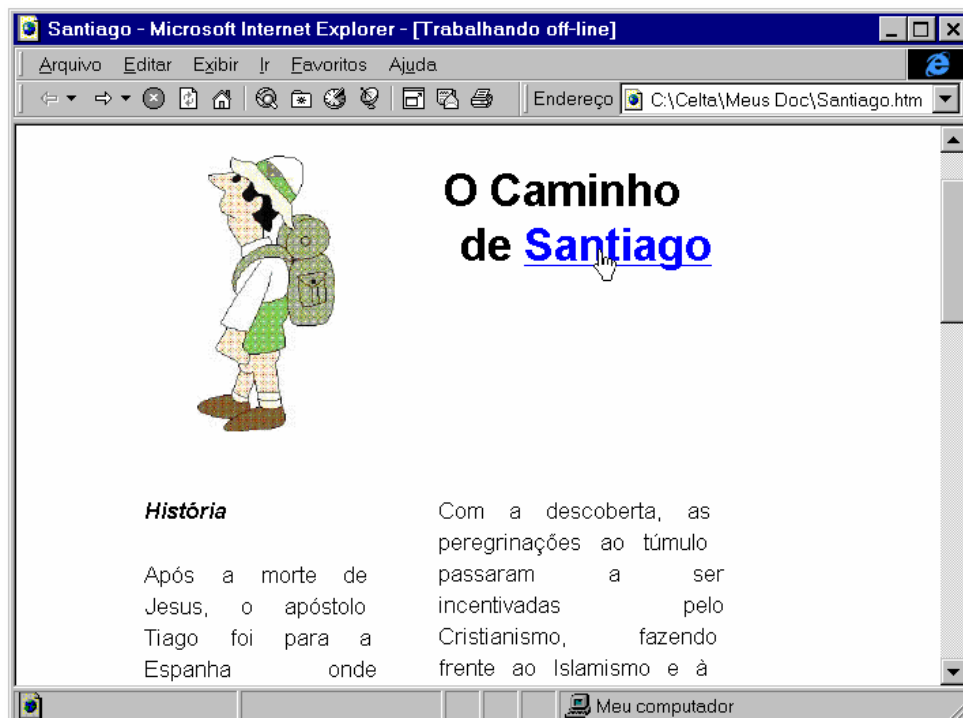 Santiago - Microsoft Internet Explorer - [Trabalhando off-line]
Arquivo Editar Exibir Ir Favoritos Ajuda
Endereço C:\Celta\Meus Doc\Santiago.htm
O Caminho
de Santiago
História
Após a morte de
Jesus, o apóstolo
Tiago foi para a
Espanha onde
Com a descoberta, as
peregrinações ao túmulo
passaram a ser
incentivadas pelo
Cristianismo, fazendo
frente ao Islamismo e à
Meu computador